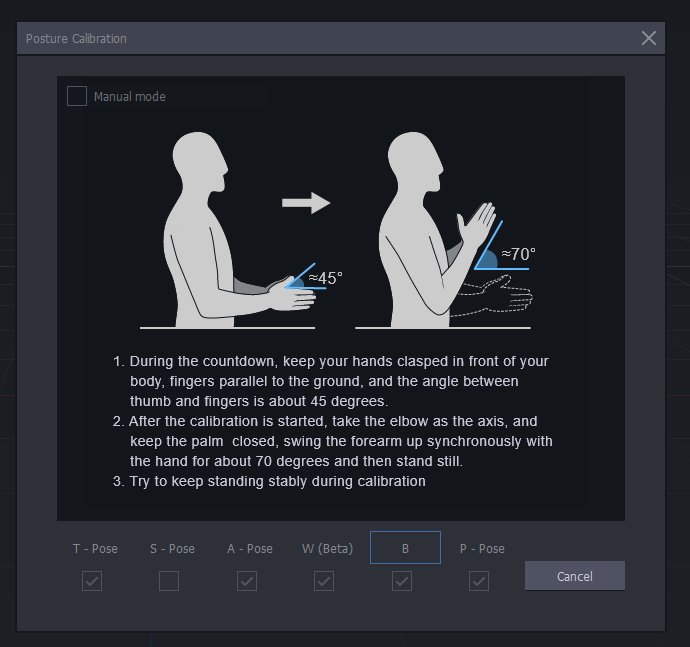 Posture Calibration
Manual mode
≈45°
≈70°
1. During the countdown, keep your hands clasped in front of your
body, fingers parallel to the ground, and the angle between
thumb and fingers is about 45 degrees.
2. After the calibration is started, take the elbow as the axis, and
keep the palm  closed, swing the forearm up synchronously with
the hand for about 70 degrees and then stand still.
3. Try to keep standing stably during calibration
T - Pose S - Pose A - Pose W (Beta) B P - Pose
Cancel